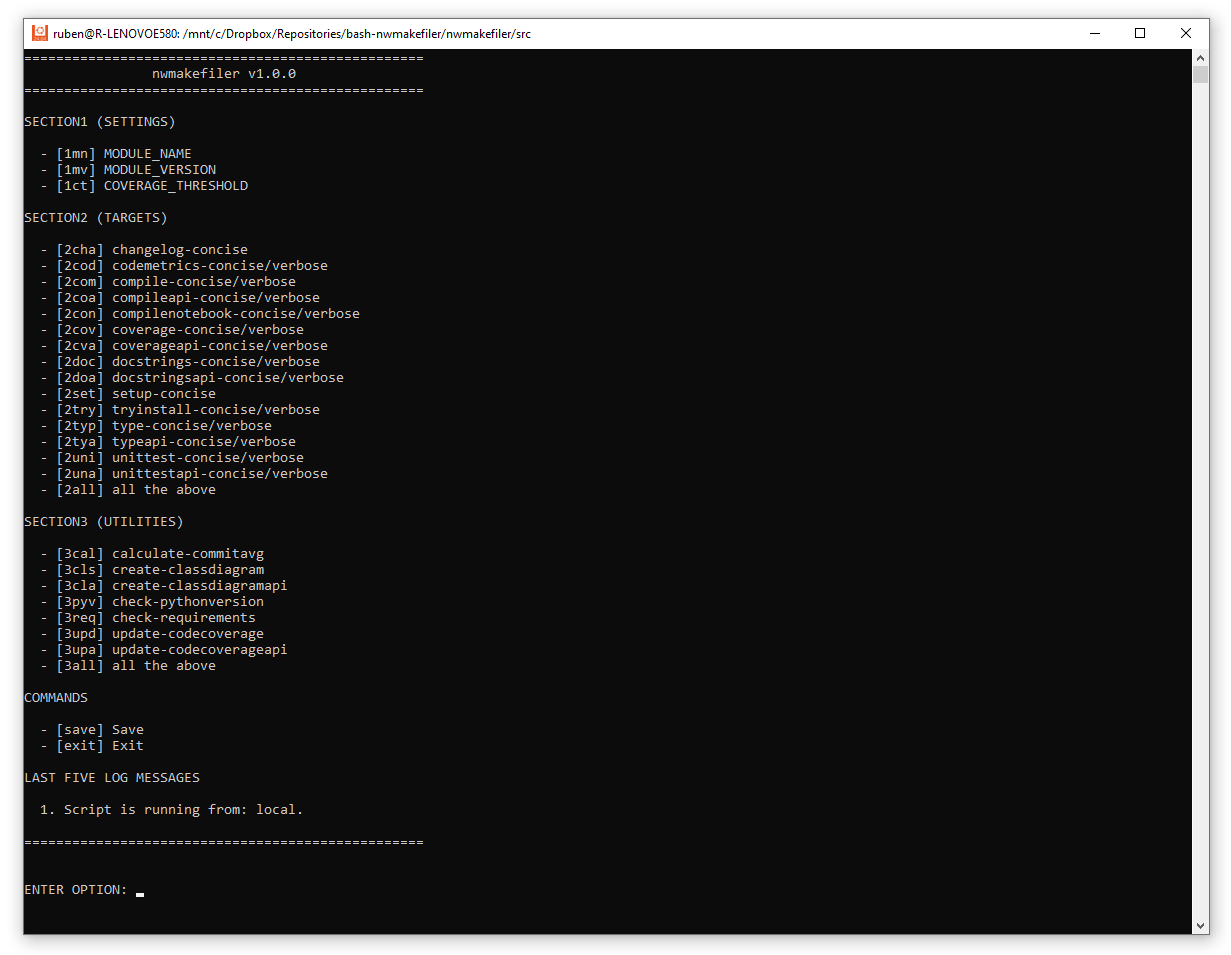 ruben@R-LENOVOE580: /mnt/c/Dropbox/Repositories/bash-nwmakefiler/nwmakefiler/src
==================================================
                nwmakefiler v1.0.0
==================================================
SECTION1 (SETTINGS)
  - [1mn] MODULE_NAME
  - [1mv] MODULE_VERSION
  - [1ct] COVERAGE_THRESHOLD
SECTION2 (TARGETS)
  - [2cha] changelog-concise
  - [2cod] codemetrics-concise/verbose
  - [2com] compile-concise/verbose
  - [2coa] compileapi-concise/verbose
  - [2con] compilenotebook-concise/verbose
  - [2cov] coverage-concise/verbose
  - [2cva] coverageapi-concise/verbose
  - [2doc] docstrings-concise/verbose
  - [2doa] docstringsapi-concise/verbose
  - [2set] setup-concise
  - [2try] tryinstall-concise/verbose
  - [2typ] type-concise/verbose
  - [2tya] typeapi-concise/verbose
  - [2uni] unittest-concise/verbose
  - [2una] unittestapi-concise/verbose
  - [2all] all the above
SECTION3 (UTILITIES)
  - [3cal] calculate-commitavg
  - [3cls] create-classdiagram
  - [3cla] create-classdiagramapi
  - [3pyv] check-pythonversion
  - [3req] check-requirements
  - [3upd] update-codecoverage
  - [3upa] update-codecoverageapi
  - [3all] all the above
COMMANDS
  - [save] Save
  - [exit] Exit
LAST FIVE LOG MESSAGES
  1. Script is running from: local.
==================================================
ENTER OPTION: